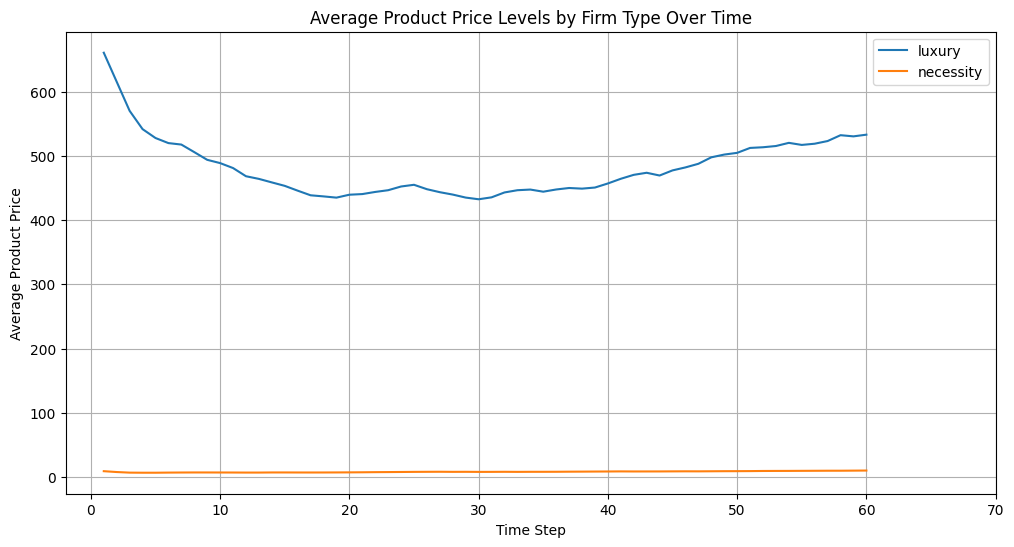 Average Product Price Levels by Firm Type Over Time
luxury
necessity
Average Product Price
600
500
400
300
200
100
0
0 10 20 30 40 50 60 70
Time Step